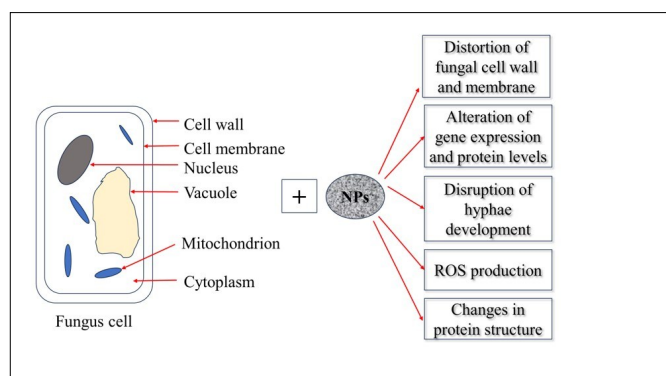 Cell wall
Cell membrane
Nucleus
Vacuole
Mitochondrion
Cytoplasm
Fungus cell
+
NPs
Distortion of
fungal cell wall
and membrane
Alteration of
gene expression
and protein levels
Disruption of
hyphae
development
ROS production
Changes in
protein structure